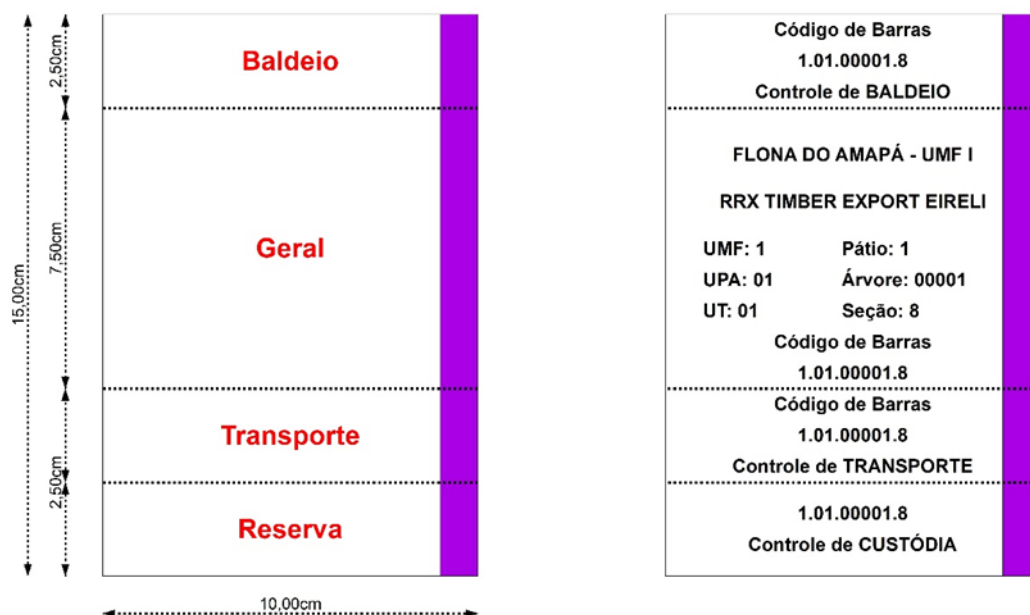 2,50cm
7,50cm
15,00cm
2,50cm
10,00cm
Baldeio
Geral
Transporte
Reserva
Código de Barras
1.01.00001.8
Controle de BALDEIO
FLONA DO AMAPÁ - UMF I
RRX TIMBER EXPORT EIRELI
UMF: 1 Pátio: 1
UPA: 01 Árvore: 00001
UT: 01 Seção: 8
Código de Barras
1.01.00001.8
Código de Barras
1.01.00001.8
Controle de TRANSPORTE
1.01.00001.8
Controle de CUSTÓDIA